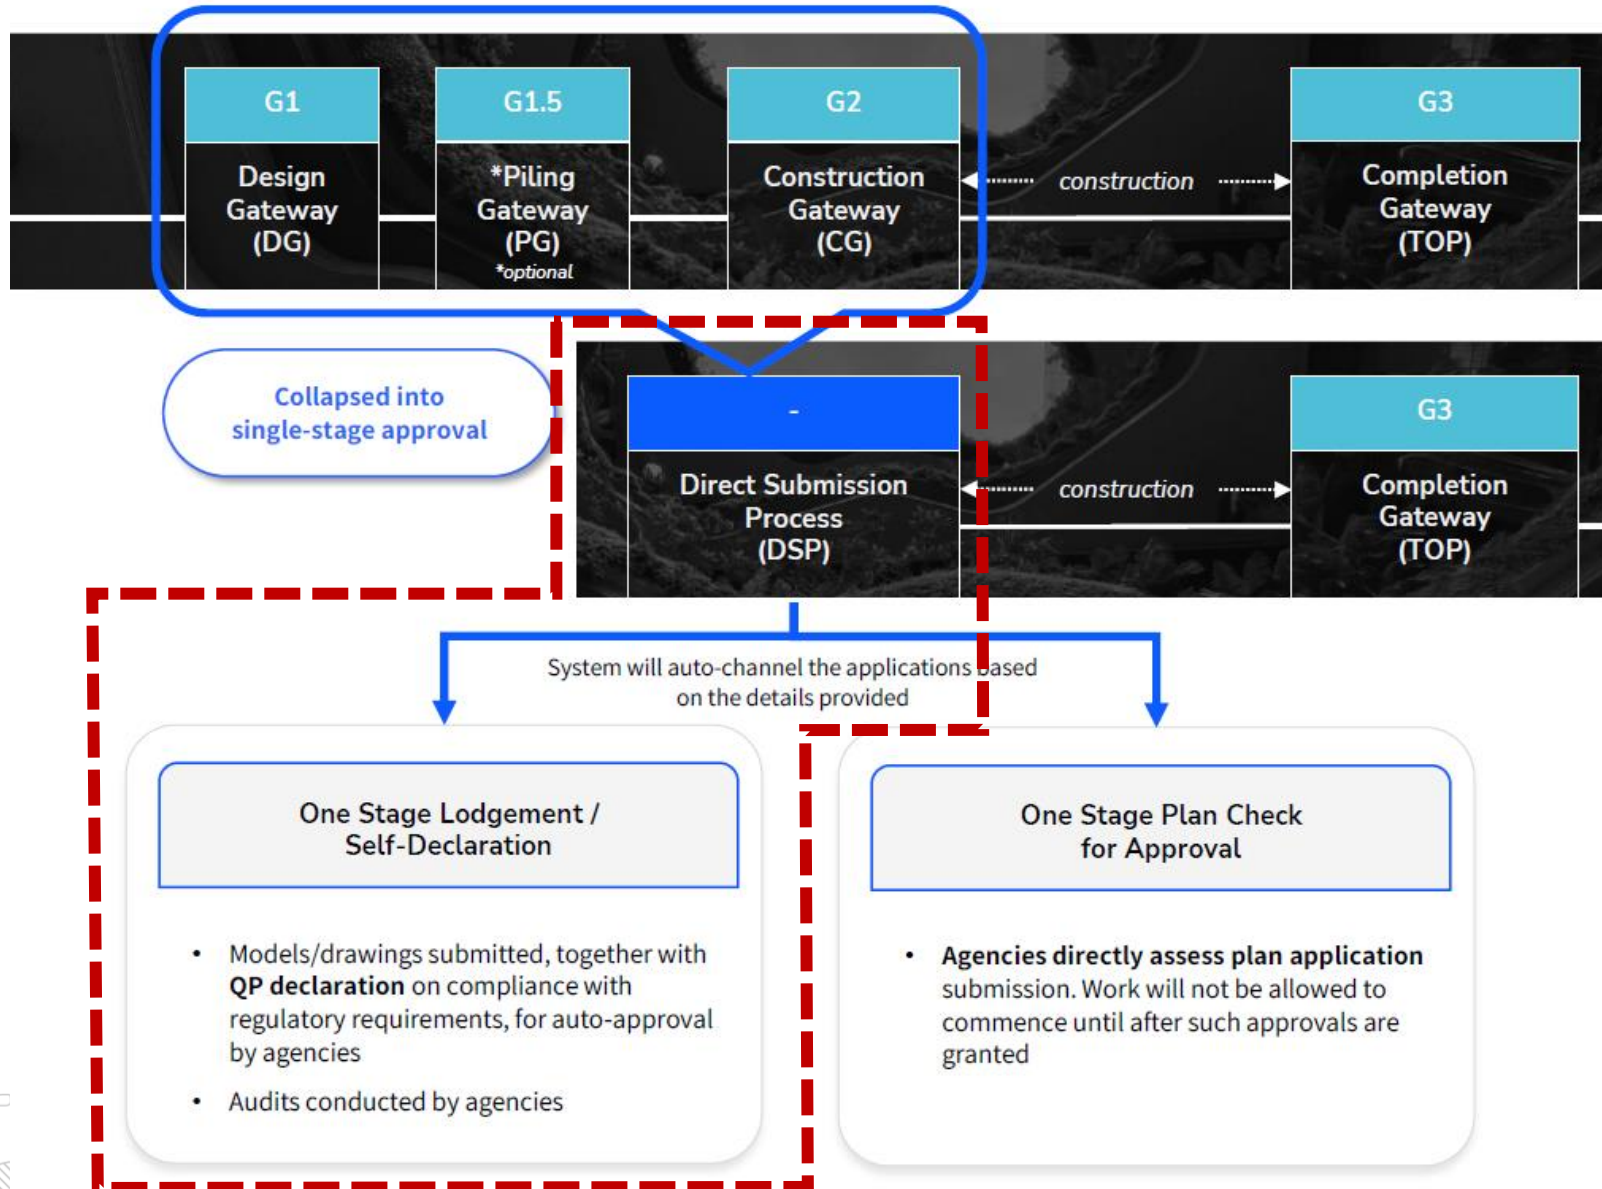 G1
Design
Gateway
(DG)
G1.5
*Piling
Gateway
(PG)
*optional
G2
Construction
Gateway
(CG)
construction
G3
Completion
Gateway
(TOP)
Collapsed into
single-stage approval
-
Direct Submission
Process
(DSP)
construction
G3
Completion
Gateway
(TOP)
System will auto-channel the applications based
on the details provided
One Stage Lodgement /
Self-Declaration
• Models/drawings submitted, together with
QP declaration on compliance with
regulatory requirements, for auto-approval
by agencies
• Audits conducted by agencies
One Stage Plan Check
for Approval
• Agencies directly assess plan application
submission. Work will not be allowed to
commence until after such approvals are
granted